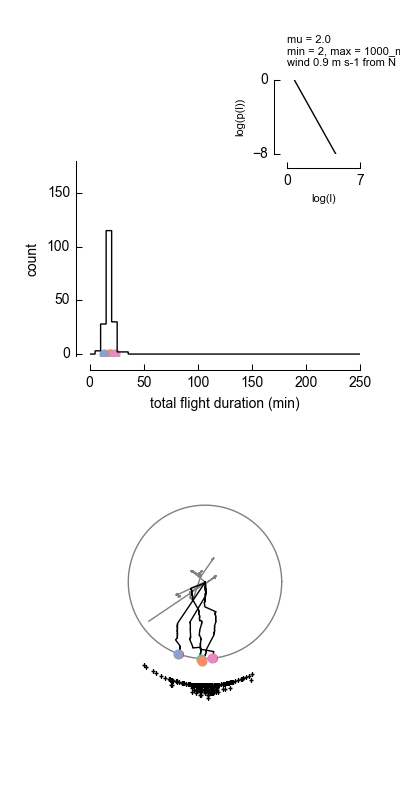 mu = 2.0
min = 2, max = 1000_m
wind 0.9 m s-1 from N
0
log(p(l))
−8
0
7
log(l)
150
100
50
0
count
0
50
100
150
200
250
total flight duration (min)